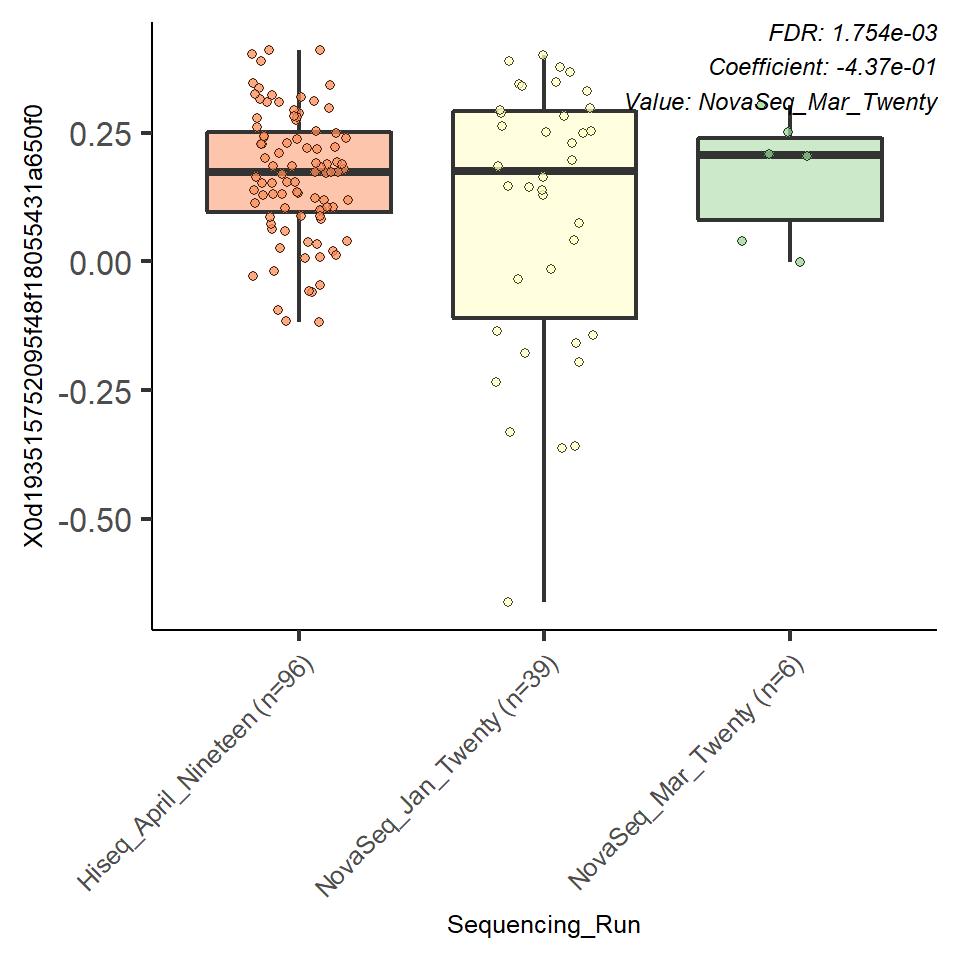 FDR: 1.754e-03
Coefficient: -4.37e-01
Value: NovaSeq_Mar_Twenty
X0d193515752095f48f18055431a650f0
0.25
0.00
-0.25
-0.50
Hiseq_April_Nineteen (n=96)
NovaSeq_Jan_Twenty (n=39)
NovaSeq_Mar_Twenty (n=6)
Sequencing_Run